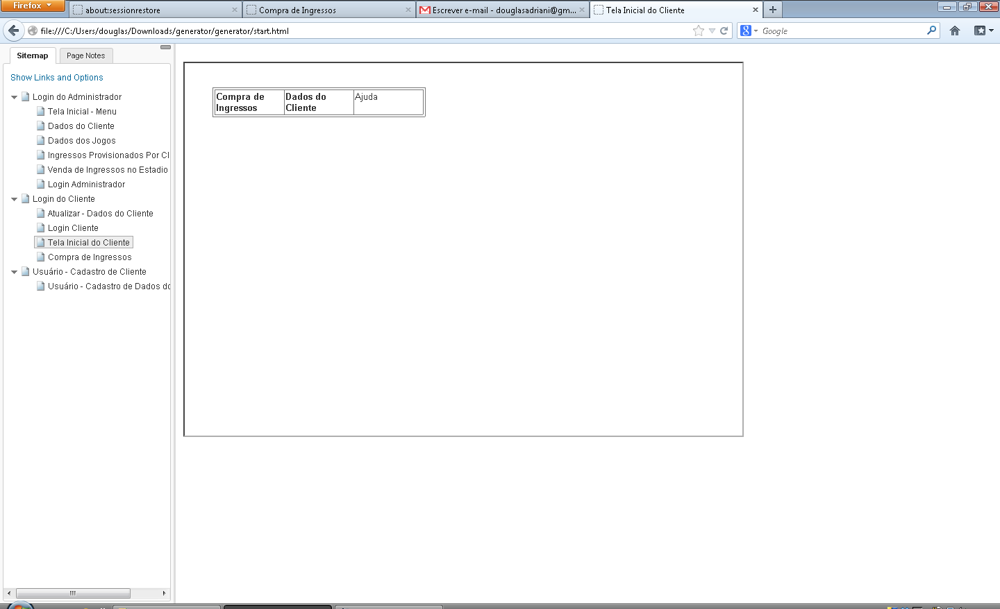 Firefox
about:sessionrestore
Compra de Ingressos
Escrever e-mail - douglasadriani@gm...
Tela Inicial do Cliente
file:///C:/Users/douglas/Downloads/generator/generator/start.html
Google
Sitemap
Page Notes
Show Links and Options
Login do Administrador
Tela Inicial - Menu
Dados do Cliente
Dados dos Jogos
Ingressos Provisionados Por Cl
Venda de Ingressos no Estadio
Login Administrador
Login do Cliente
Atualizar - Dados do Cliente
Login Cliente
Tela Inicial do Cliente
Compra de Ingressos
Usuário - Cadastro de Cliente
Usuário - Cadastro de Dados do
Compra de
Ingressos
Dados do
Cliente
Ajuda